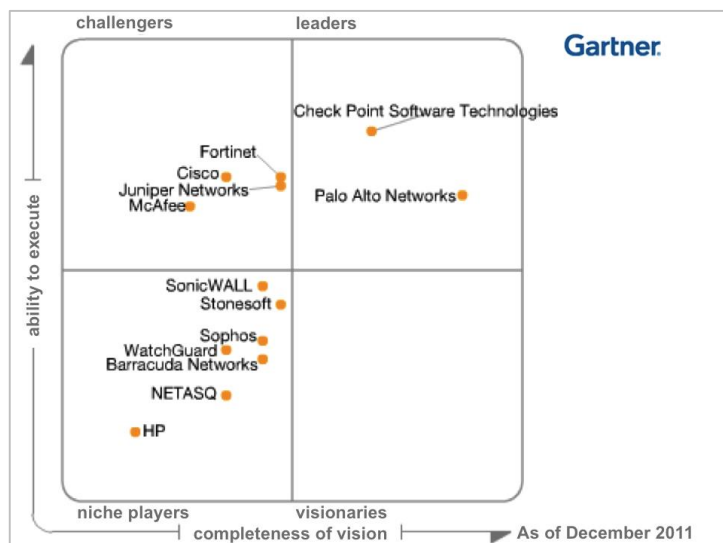 challengers
leaders
Gartner.
Check Point Software Technologies
Fortinet
Cisco
Juniper Networks
McAfee
Palo Alto Networks
ability to execute
SonicWALL
Stonesoft
Sophos
WatchGuard
Barracuda Networks
NETASQ
HP
niche players
visionaries
completeness of vision
As of December 2011